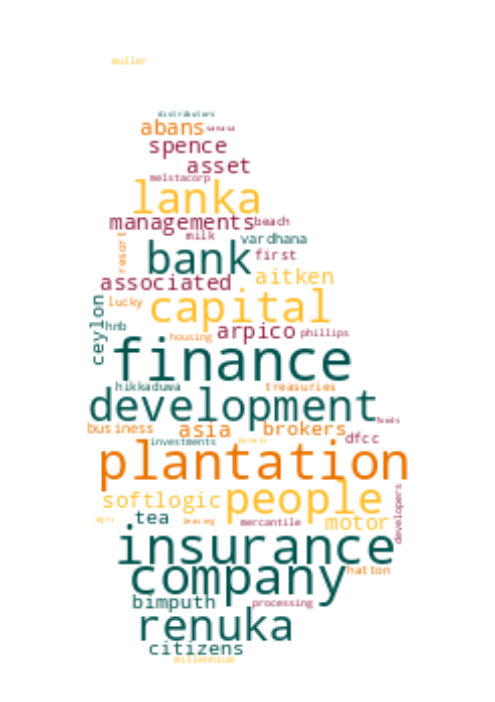 muller
distributors
abans sanasa
spence
asset
melstacorp
lanka
managements beach
milk vardhana
resort
bank first
associated aitken
lucky capital
ceylon
hnb arpico phillips
housing
finance
hikkaduwa treasuries
development foods
business asia brokers
investments hotels dfcc
plantation
softlogic people developers
agri tea leasing mercantile motor
insurance
company hatton
bimputh processing
renuka
citizens
millennium